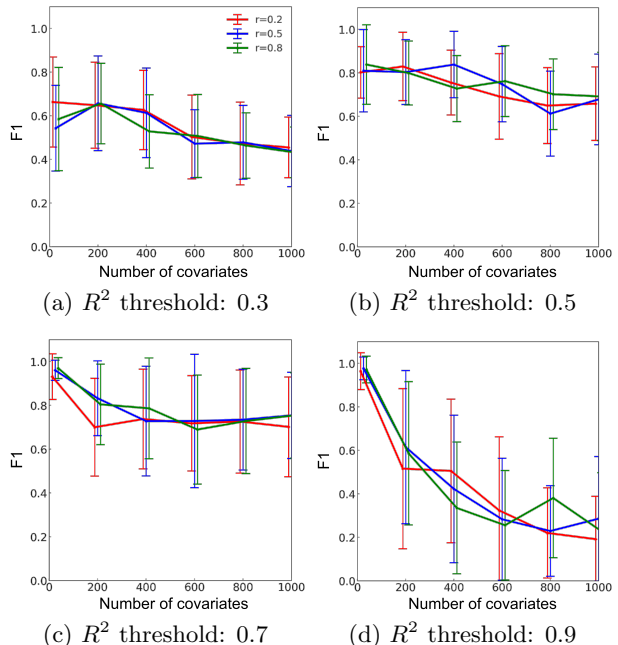 r=0.2
r=0.5
r=0.8
F1
1.0
0.8
0.6
0.4
0.2
0.0
0 200 400 600 800 1000
Number of covariates
(a) R² threshold: 0.3
F1
1.0
0.8
0.6
0.4
0.2
0.0
0 200 400 600 800 1000
Number of covariates
(b) R² threshold: 0.5
F1
1.0
0.8
0.6
0.4
0.2
0.0
0 200 400 600 800 1000
Number of covariates
(c) R² threshold: 0.7
F1
1.0
0.8
0.6
0.4
0.2
0.0
0 200 400 600 800 1000
Number of covariates
(d) R² threshold: 0.9